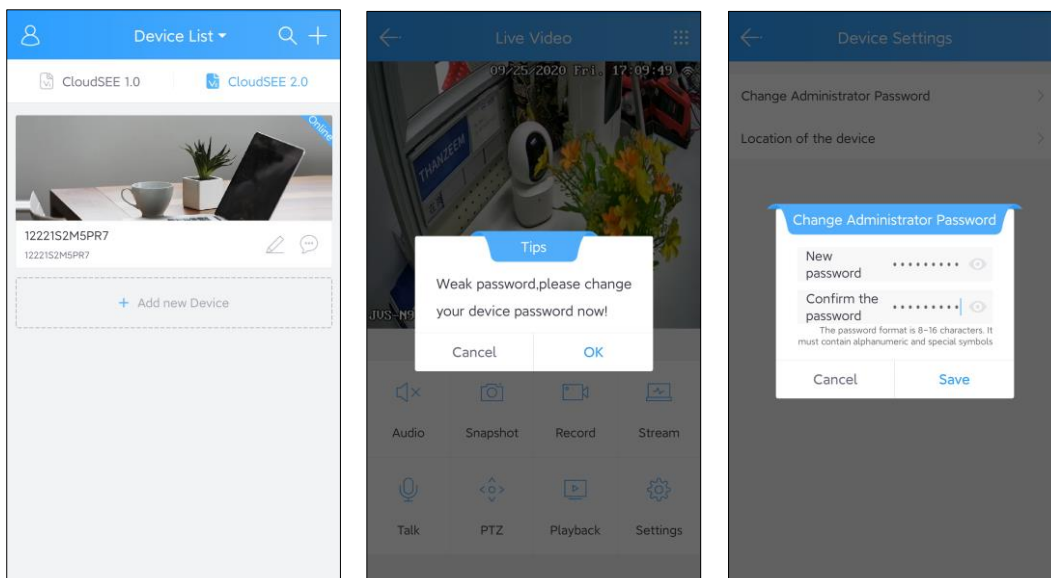 Device List
CloudSEE 1.0
CloudSEE 2.0
Online
12221S2M5PR7
12221S2M5PR7
+ Add new Device
Live Video
09/25/2020 Fri. 17:09:49
THANZEEM
Tips
Weak password,please change
your device password now!
Cancel
OK
JVS-N9
Audio
Snapshot
Record
Stream
Talk
PTZ
Playback
Settings
Device Settings
Change Administrator Password
Location of the device
Change Administrator Password
New
password
Confirm the
password
The password format is 8-16 characters. It
must contain alphanumeric and special symbols
Cancel
Save